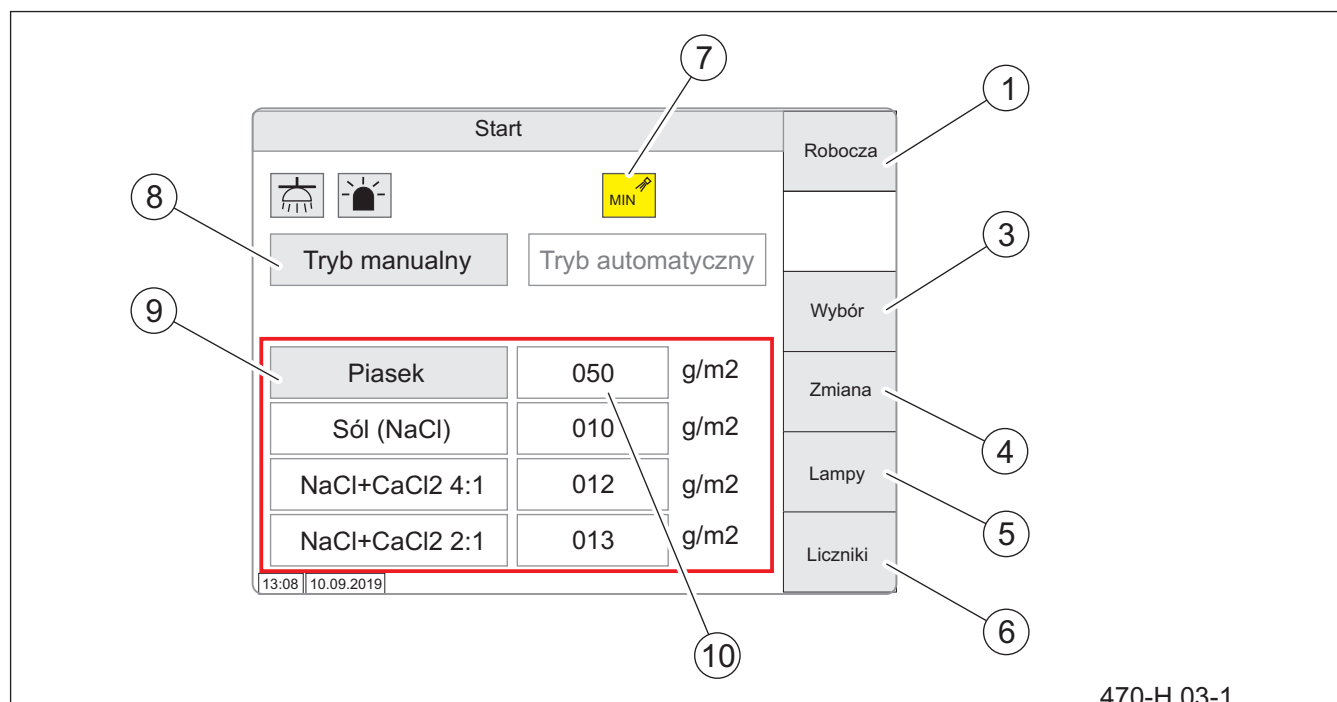 7
1
Start
Robocza
8
MIN
3
Tryb manualny
Tryb automatyczny
9
Wybór
Piasek 050 g/m2
Zmiana
Sól (NaCl) 010 g/m2
4
NaCl+CaCl2 4:1 012 g/m2
Lampy
5
NaCl+CaCl2 2:1 013 g/m2
Liczniki
13:08 10.09.2019
6
10
470-H.03-1